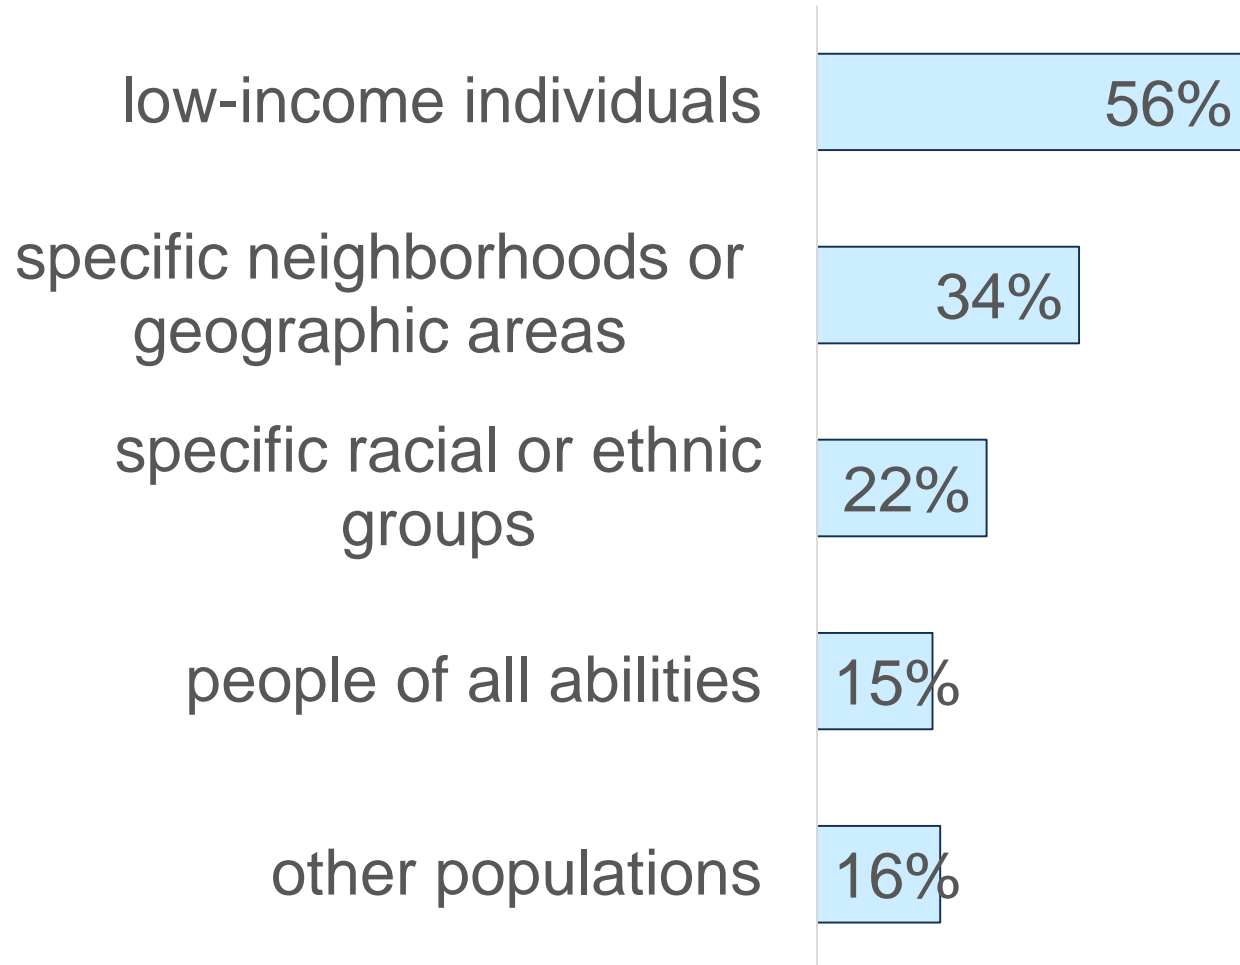 low-income individuals
56%
specific neighborhoods or
geographic areas
34%
specific racial or ethnic
groups
22%
people of all abilities
15%
other populations
16%